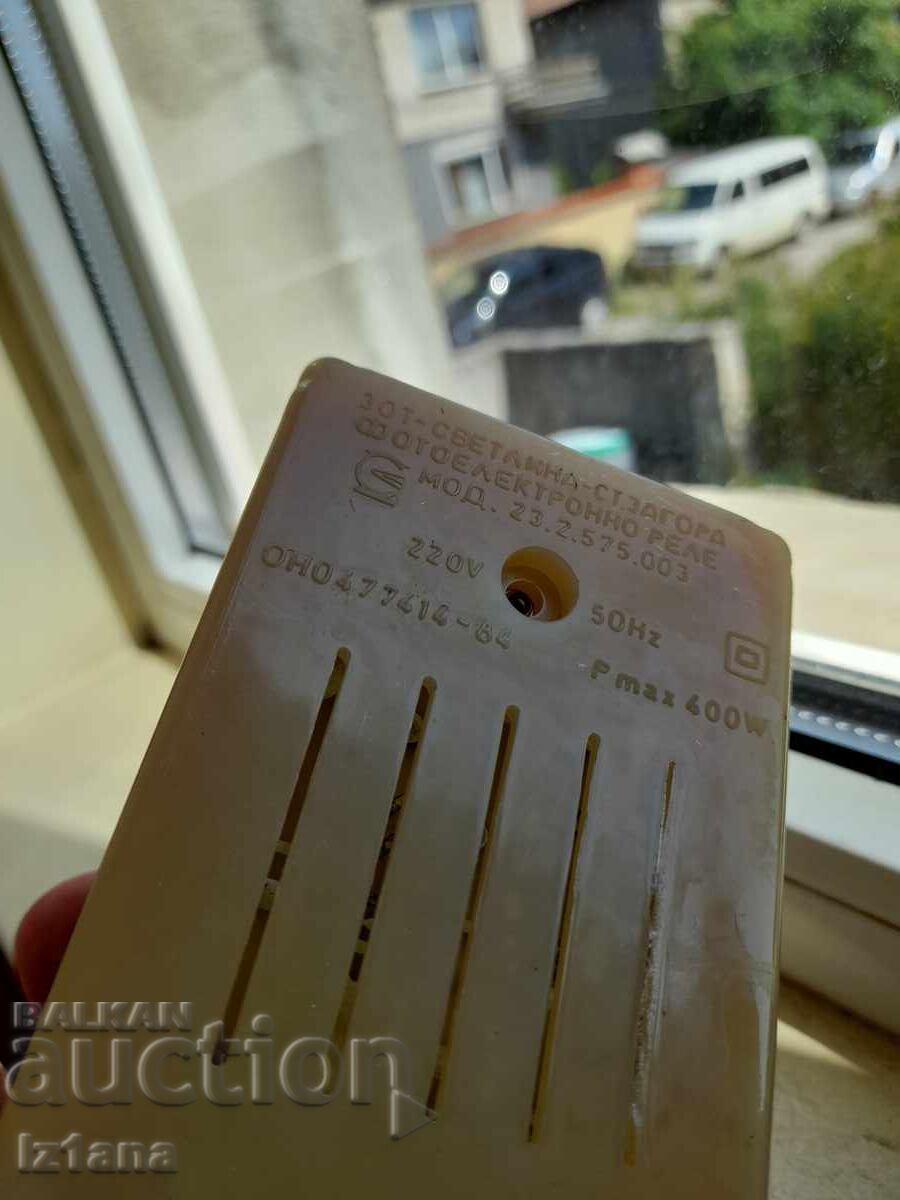 ЗОТ-СВЕТЛИНА-СТ.ЗАГОРА
ФОТОЕЛЕКТРОННО РЕЛЕ
МОД. 23.2.575.003
220V 50Hz
ОН0477414-84
Pmax 400W
BALKAN
auction
Iz1ana